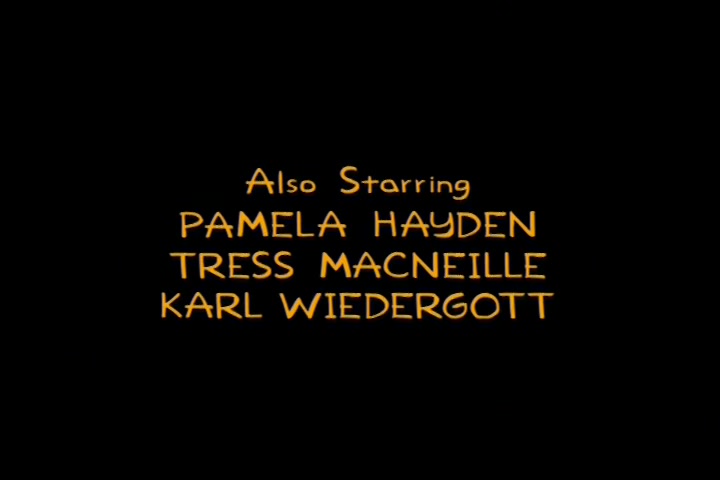 Also Starring
PAMELA HAYDEN
TRESS MACNEILLE
KARL WIEDERGOTT